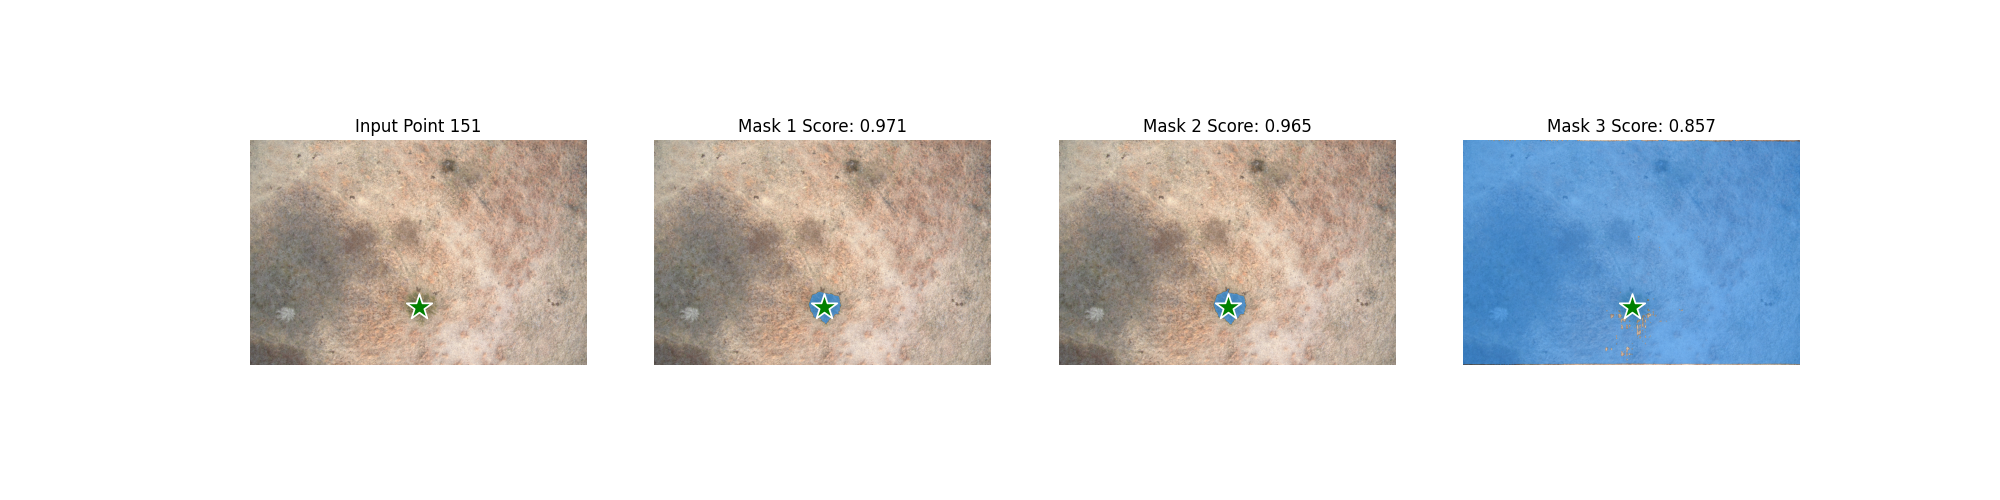 Input Point 151
Mask 1 Score: 0.971
Mask 2 Score: 0.965
Mask 3 Score: 0.857